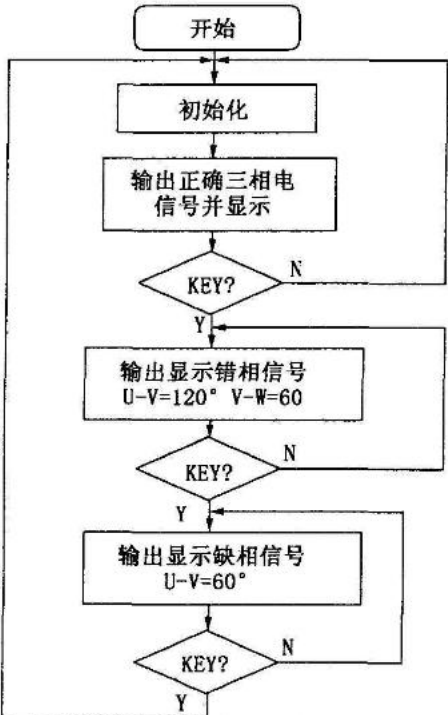 开始
初始化
输出正确三相电
信号并显示
KEY?
N
Y
输出显示错相信号
U-V=120° V-W=60
KEY?
N
Y
输出显示缺相信号
U-V=60°
KEY?
N
Y